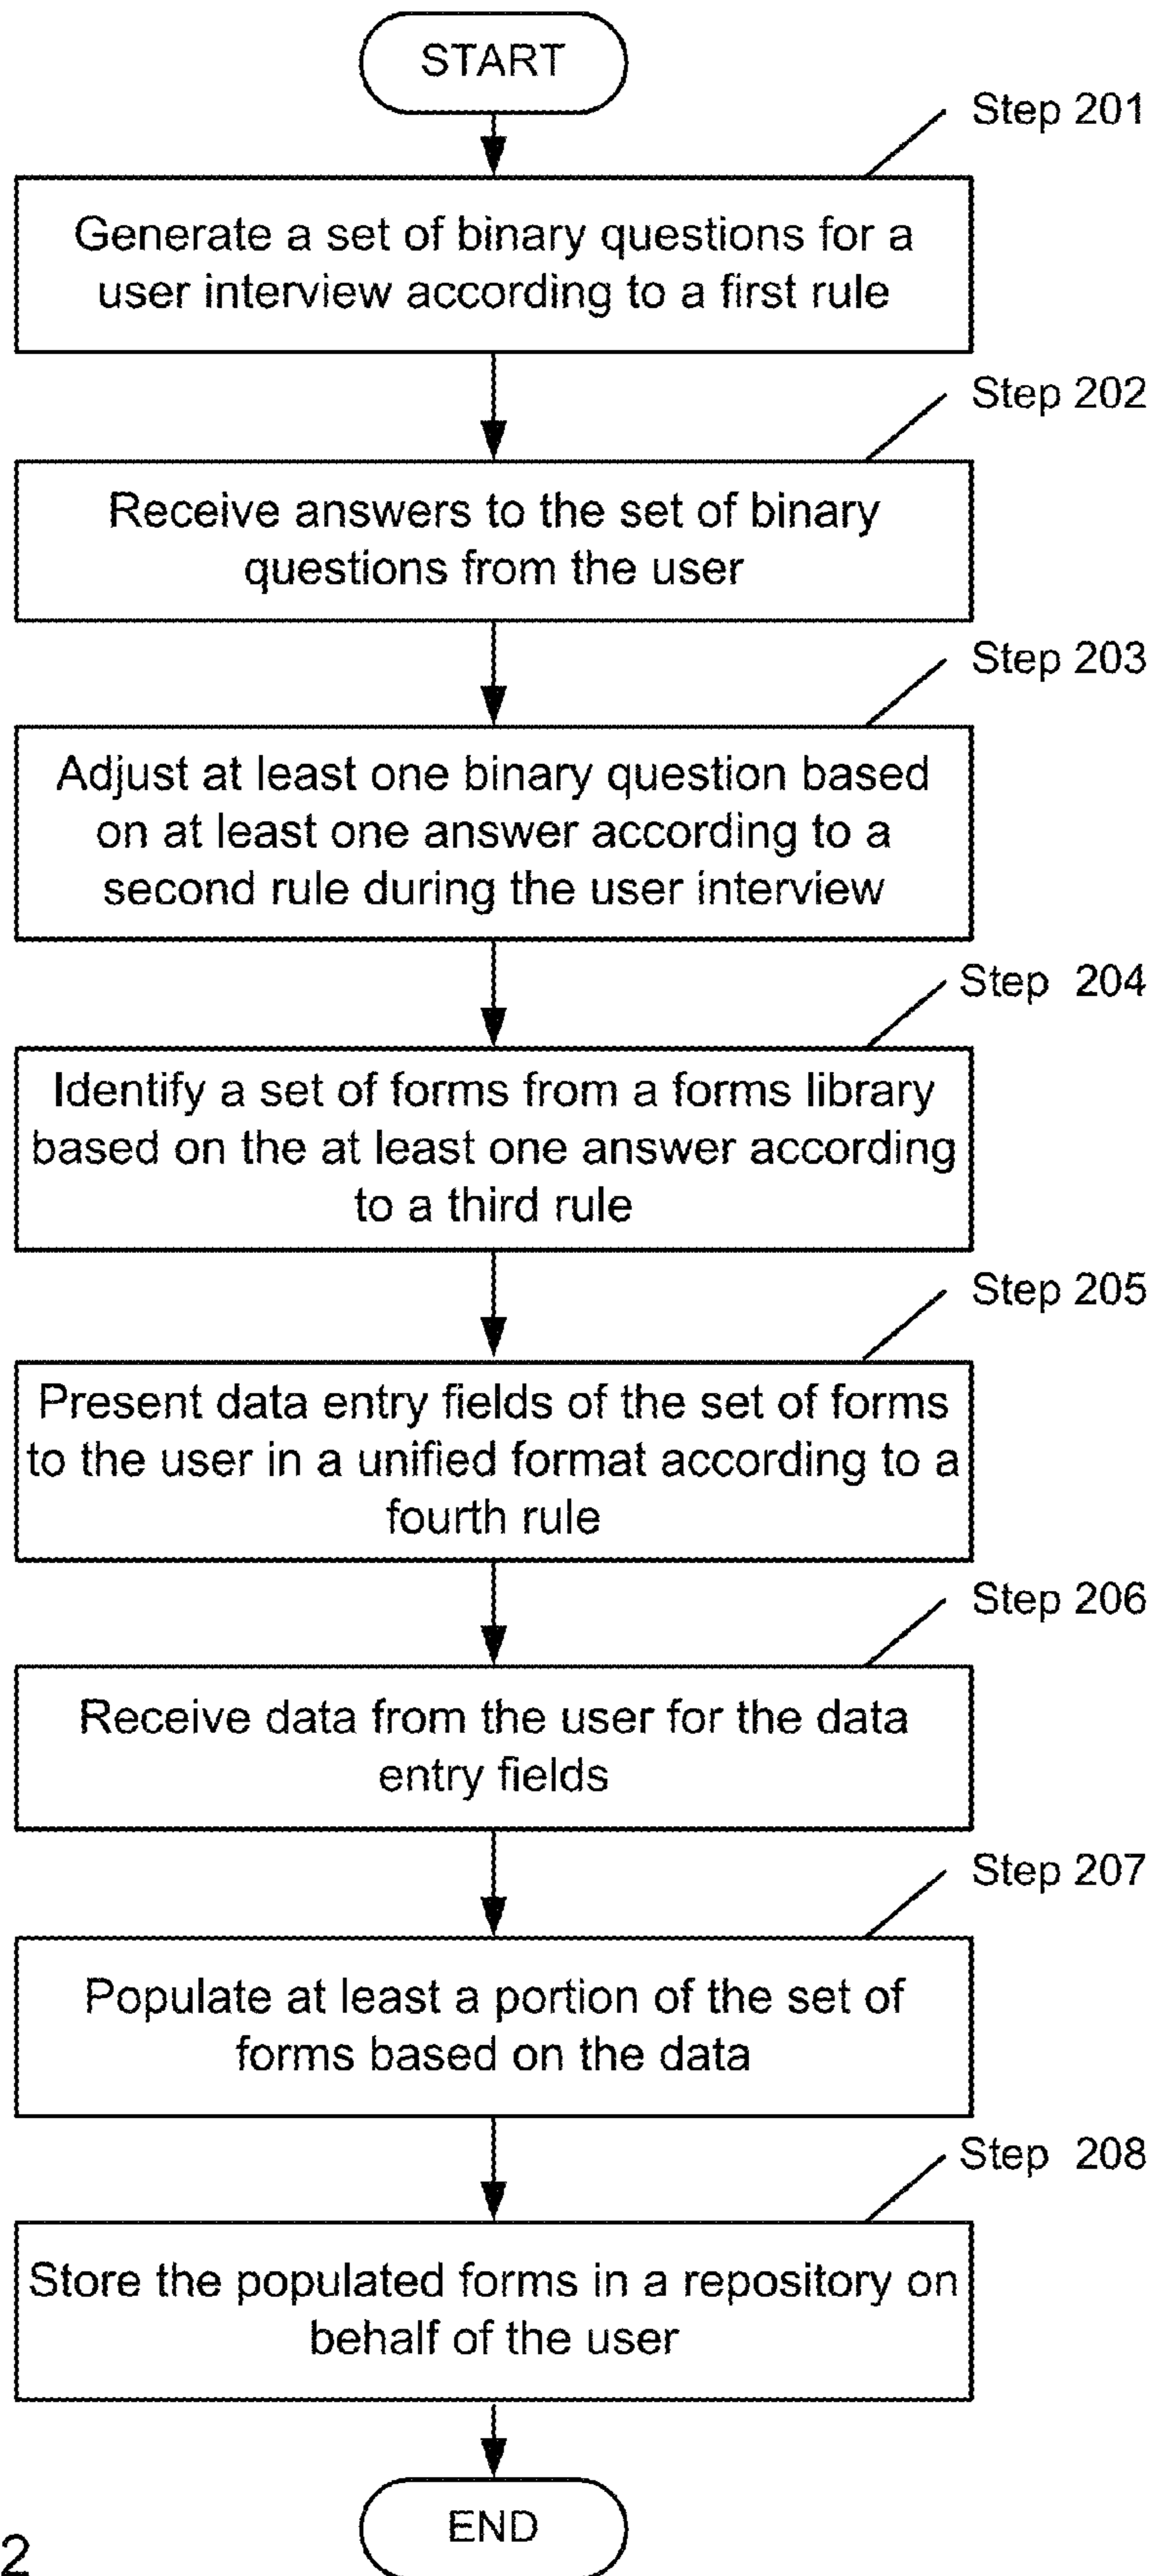 START
Step 201
Generate a set of binary questions for a
user interview according to a first rule
Step 202
Receive answers to the set of binary
questions from the user
Step 203
Adjust at least one binary question based
on at least one answer according to a
second rule during the user interview
Step 204
Identify a set of forms from a forms library
based on the at least one answer according
to a third rule
Step 205
Present data entry fields of the set of forms
to the user in a unified format according to a
fourth rule
Step 206
Receive data from the user for the data
entry fields
Step 207
Populate at least a portion of the set of
forms based on the data
Step 208
Store the populated forms in a repository on
behalf of the user
END
2